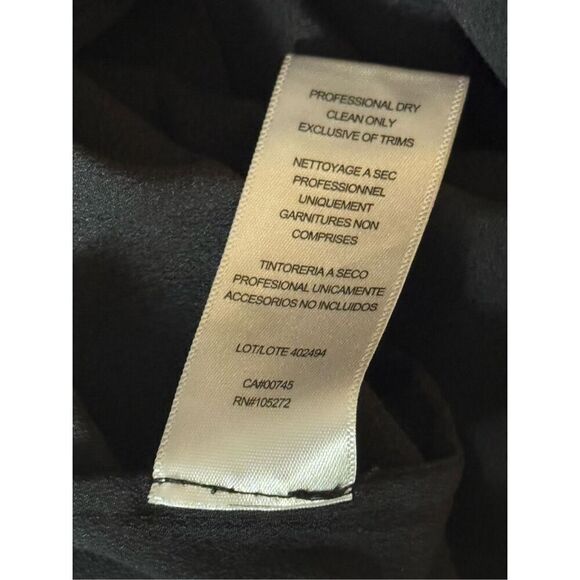 PROFESSIONAL DRY
CLEAN ONLY
EXCLUSIVE OF TRIMS
NETTOYAGE A SEC
PROFESSIONNEL
UNIQUEMENT
GARNITURES NON
COMPRISES
TINTORERIA A SECO
PROFESIONAL UNICAMENTE
ACCESORIOS NO INCLUIDOS
LOT/LOTE 402494
CA#00745
RN#105272